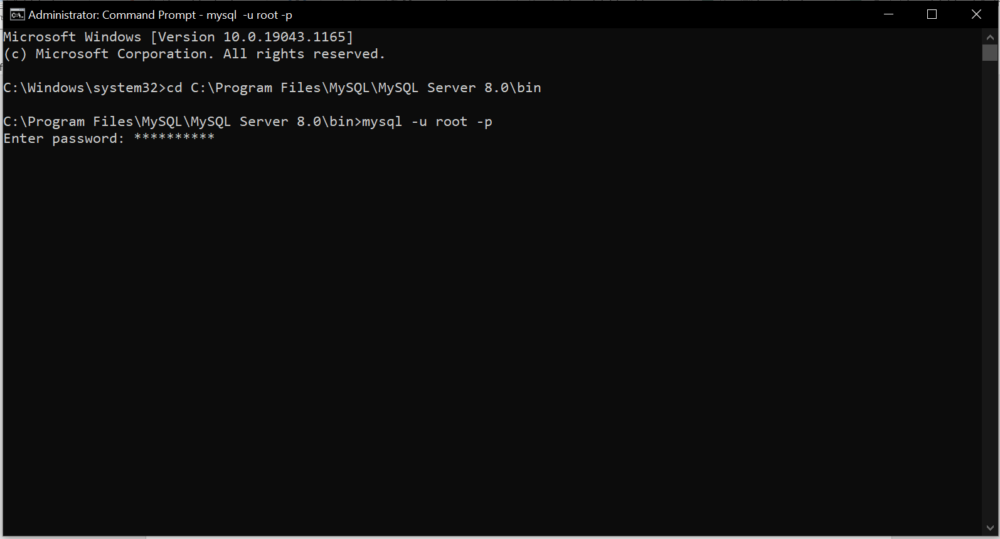 Administrator: Command Prompt - mysql  -u root -p
Microsoft Windows [Version 10.0.19043.1165]
(c) Microsoft Corporation. All rights reserved.
C:\Windows\system32>cd C:\Program Files\MySQL\MySQL Server 8.0\bin
C:\Program Files\MySQL\MySQL Server 8.0\bin>mysql -u root -p
Enter password: **********